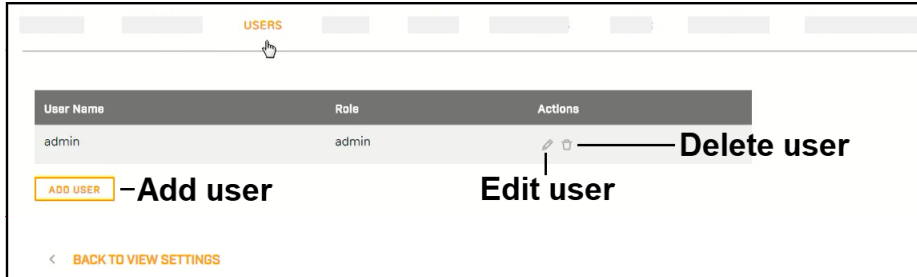 USERS
User Name Role Actions
admin admin
Delete user
ADD USER Add user Edit user
BACK TO VIEW SETTINGS